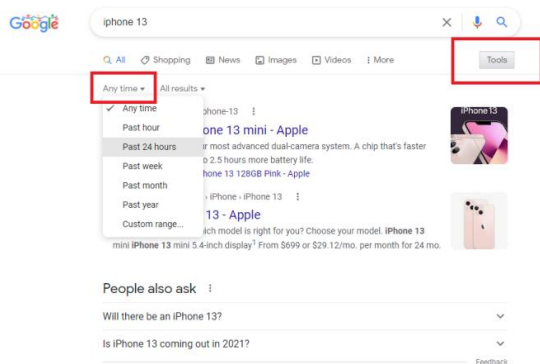 Google
iphone 13
All Shopping News Images Videos More
Tools
Any time All results
Any time
Past hour
Past 24 hours
Past week
Past month
Past year
Custom range...
phone-13
one 13 mini - Apple
r most advanced dual-camera system. A chip that's faster
o 2.5 hours more battery life.
hone 13 128GB Pink - Apple
› iPhone › iPhone 13
13 - Apple
ich model is right for you? Choose your model. iPhone 13
mini iPhone 13 mini 5.4-inch display1 From $699 or $29.12/mo. per month for 24 mo.
iPhone 13
People also ask
Will there be an iPhone 13?
Is iPhone 13 coming out in 2021?
Feedback